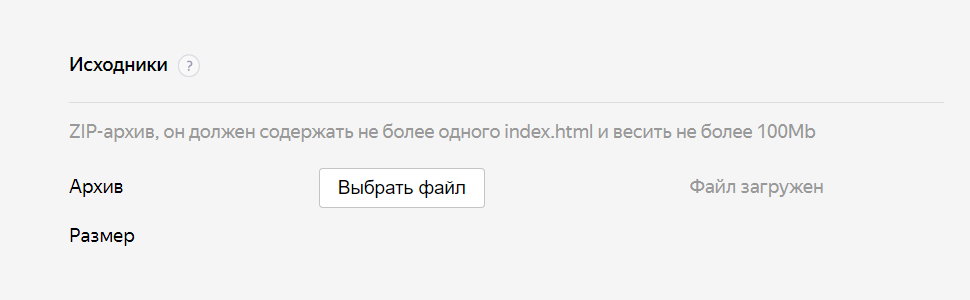 Исходники ?
ZIP-архив, он должен содержать не более одного index.html и весить не более 100Mb
Архив Выбрать файл Файл загружен
Размер